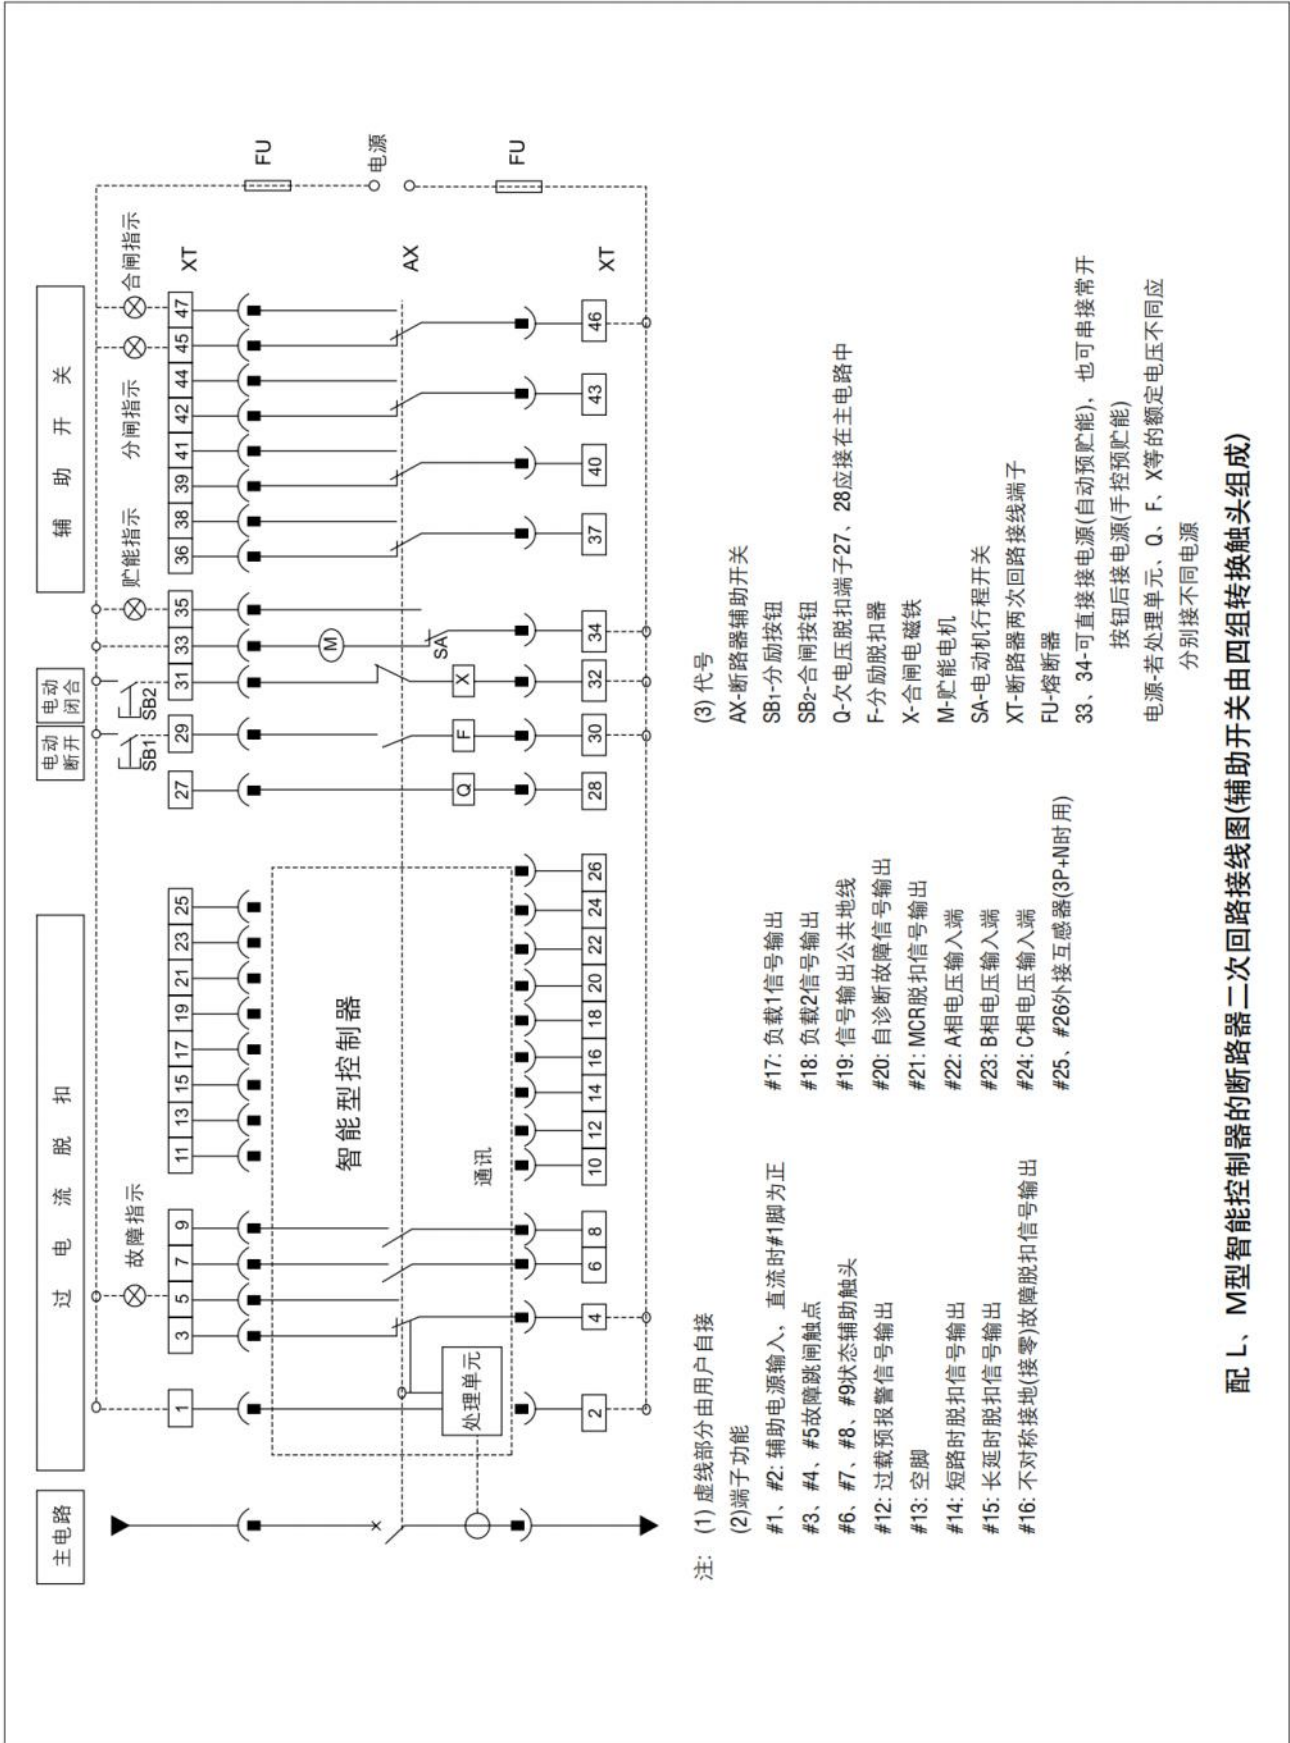 主电路
过 电 流 脱 扣
电动断开
电动闭合
辅 助 开 关
故障指示
SB1
SB2
贮能指示
分闸指示
合闸指示
1
3
5
7
9
11
13
15
17
19
21
23
25
27
29
31
33
35
36
38
39
41
42
44
45
47
XT
FU
智能型控制器
M
电源
AX
处理单元
通讯
Q
F
X
SA
FU
2
4
6
8
10
12
14
16
18
20
22
24
26
28
30
32
34
37
40
43
46
XT
注: (1) 虚线部分由用户自接
(2)端子功能
#1、#2: 辅助电源输入, 直流时#1脚为正
#3、#4、#5故障跳闸触点
#6、#7、#8、#9状态辅助触头
#12: 过载预报警信号输出
#13: 空脚
#14: 短路时脱扣信号输出
#15: 长延时脱扣信号输出
#16: 不对称接地(接零)故障脱扣信号输出
#17: 负载1信号输出
#18: 负载2信号输出
#19: 信号输出公共地线
#20: 自诊断故障信号输出
#21: MCR脱扣信号输出
#22: A相电压输入端
#23: B相电压输入端
#24: C相电压输入端
#25、#26外接互感器(3P+N时用)
(3) 代号
AX-断路器辅助开关
SB1-分励按钮
SB2-合闸按钮
Q-欠电压脱扣端子27、28应接在主电路中
F-分励脱扣器
X-合闸电磁铁
M-贮能电机
SA-电动机行程开关
XT-断路器两次回路接线端子
FU-熔断器
33、34-可直接接电源(自动预贮能), 也可串接常开
按钮后接电源(手控预贮能)
电源-若处理单元、Q、F、X等的额定电压不同应
分别接不同电源
配 L、M型智能控制器的断路器二次回路接线图(辅助开关由四组转换触头组成)